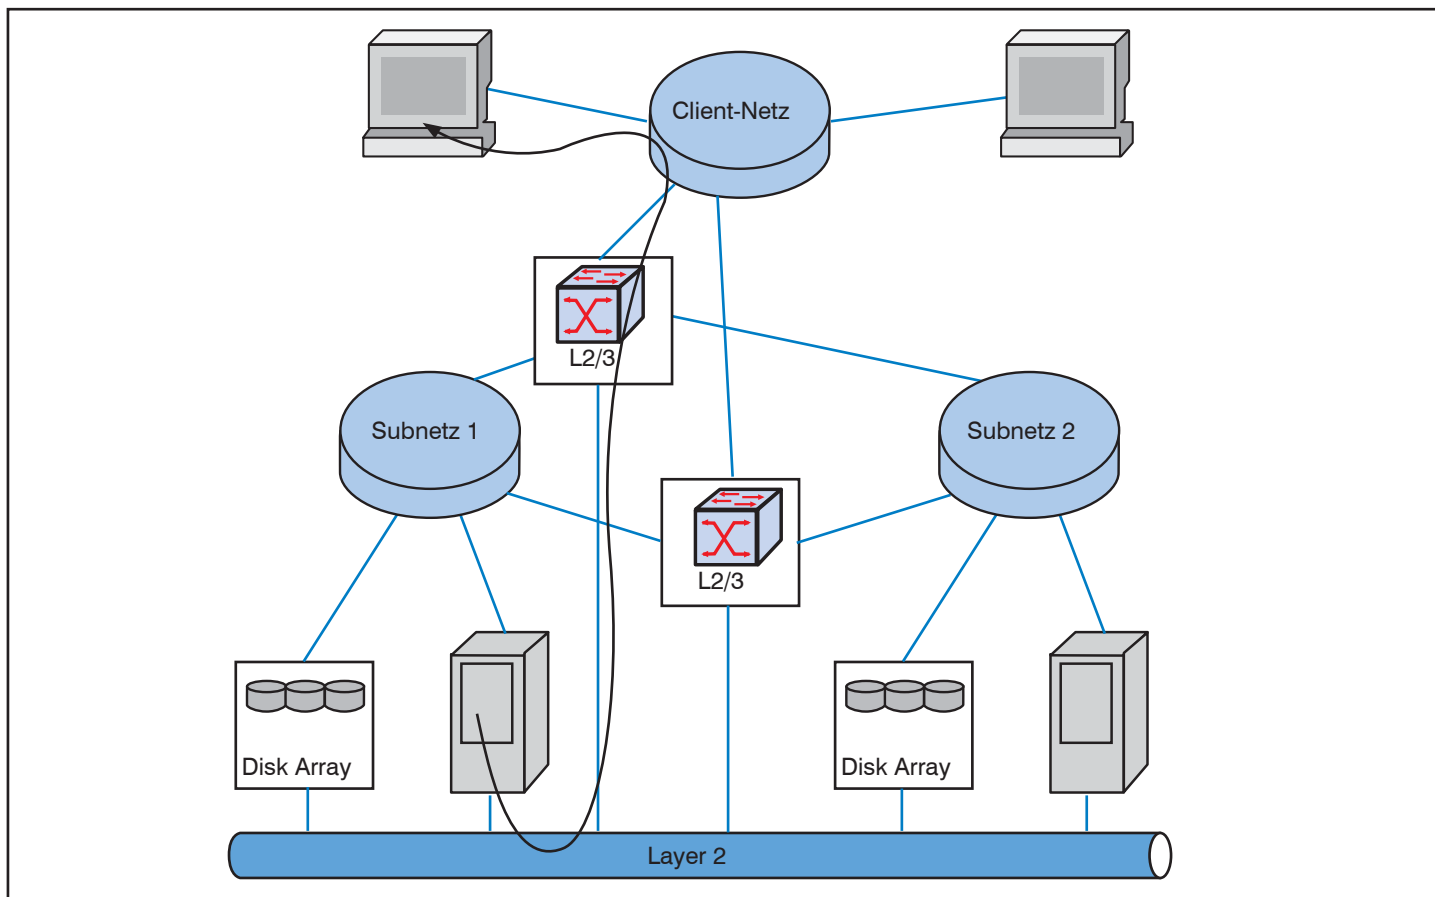 Client-Netz
L2/3
Subnetz 1
Subnetz 2
L2/3
Disk Array
Disk Array
Layer 2